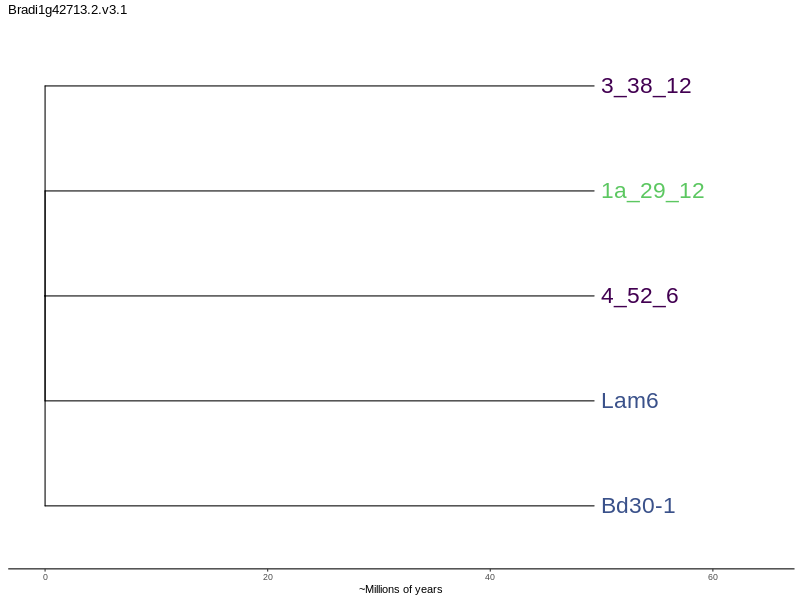 Bradi1g42713.2.v3.1
3_38_12
1a_29_12
4_52_6
Lam6
Bd30-1
0 20 40 60
~Millions of years